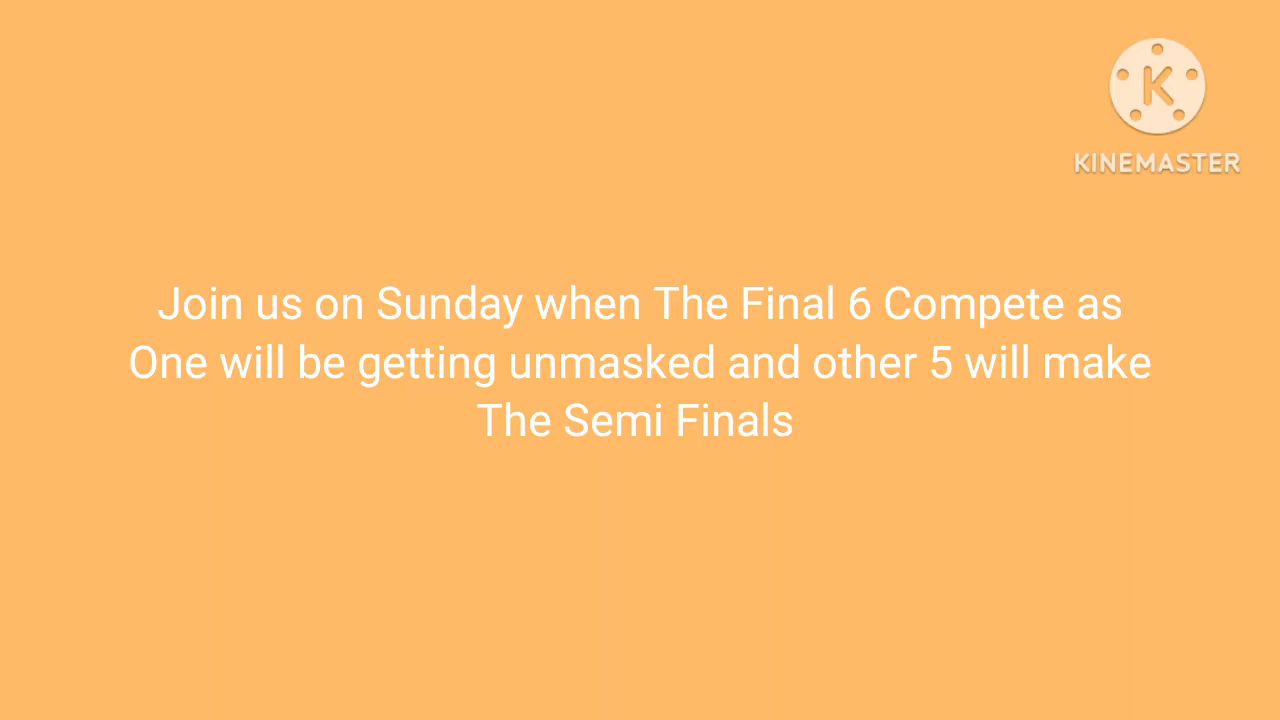 K
KINEMASTER
Join us on Sunday when The Final 6 Compete as
One will be getting unmasked and other 5 will make
The Semi Finals